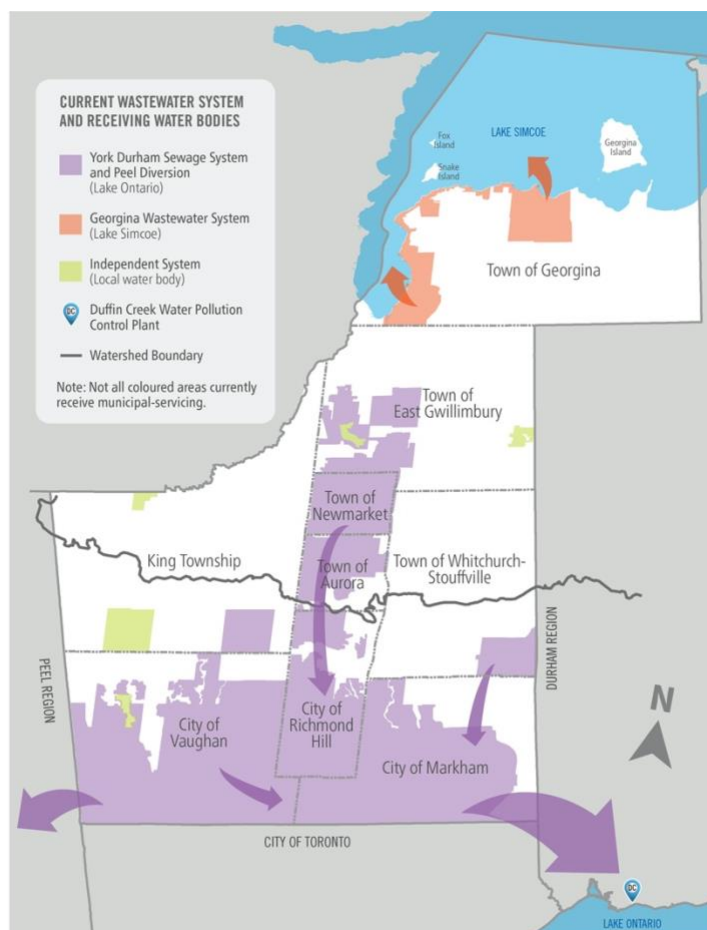 CURRENT WASTEWATER SYSTEM
AND RECEIVING WATER BODIES
York Durham Sewage System
and Peel Diversion
(Lake Ontario)
Georgina Wastewater System
(Lake Simcoe)
Independent System
(Local water body)
DC
Duffin Creek Water Pollution
Control Plant
Watershed Boundary
Note: Not all coloured areas currently
receive municipal-servicing.
LAKE SIMCOE
Fox
Island
Snake
Island
Georgina
Island
Town of Georgina
Town of
East Gwillimbury
Town of
Newmarket
King Township
Town of
Aurora
Town of Whitchurch-
Stouffville
PEEL REGION
DURHAM REGION
City of
Vaughan
City of
Richmond
Hill
City of Markham
N
CITY OF TORONTO
DC
LAKE ONTARIO